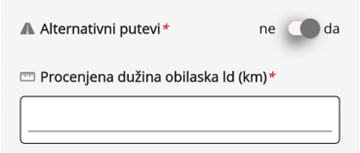 Alternativni putevi* ne da
Procenjena dužina obilaska ld (km)*